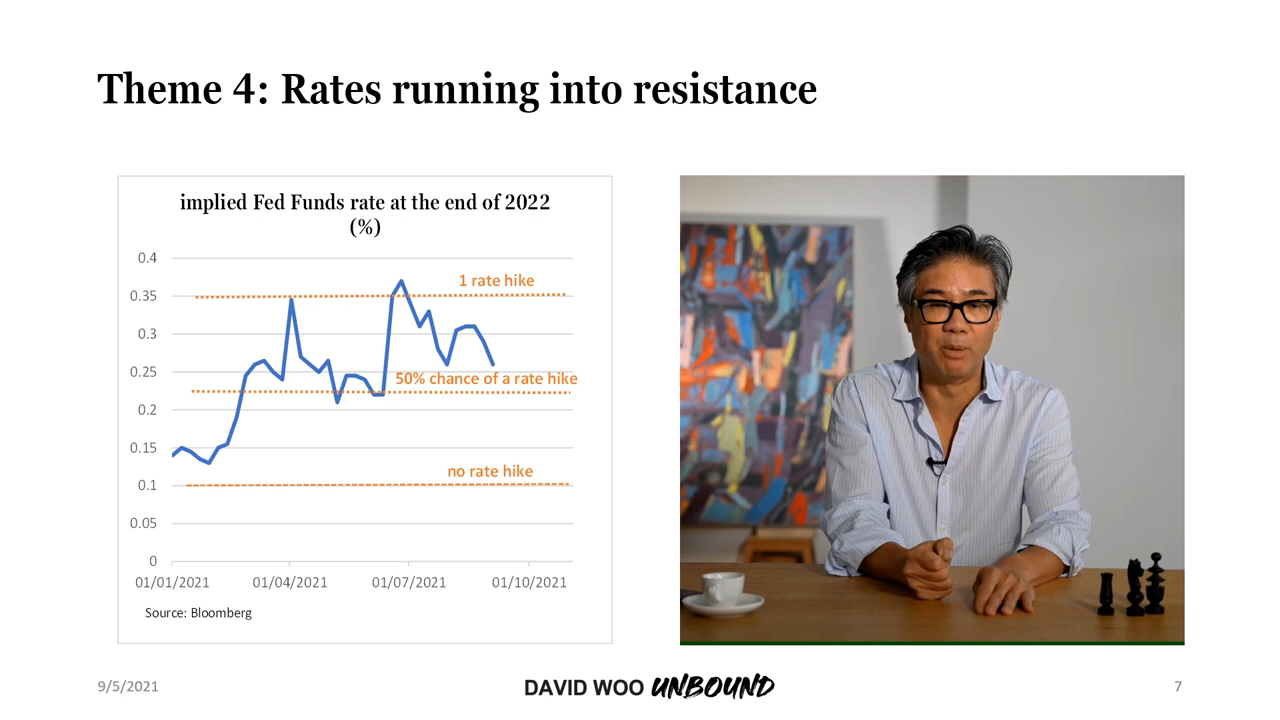 Theme 4: Rates running into resistance
implied Fed Funds rate at the end of 2022
(%)
0.4
0.35
0.3
0.25
0.2
0.15
0.1
0.05
0
1 rate hike
50% chance of a rate hike
no rate hike
01/01/2021 01/04/2021 01/07/2021 01/10/2021
Source: Bloomberg
9/5/2021
DAVID WOO UNBOUND
7